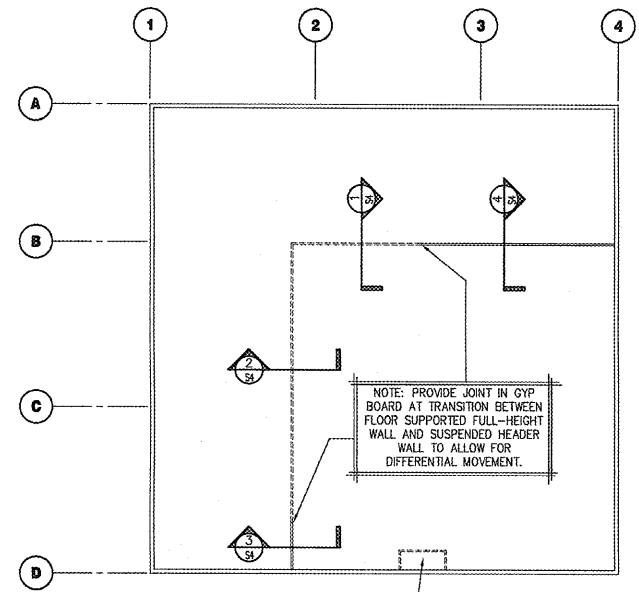 1
2
3
4
A
1
S4
4
S4
B
2
S4
C
NOTE: PROVIDE JOINT IN GYP
BOARD AT TRANSITION BETWEEN
FLOOR SUPPORTED FULL-HEIGHT
WALL AND SUSPENDED HEADER
WALL TO ALLOW FOR
DIFFERENTIAL MOVEMENT.
3
S4
D